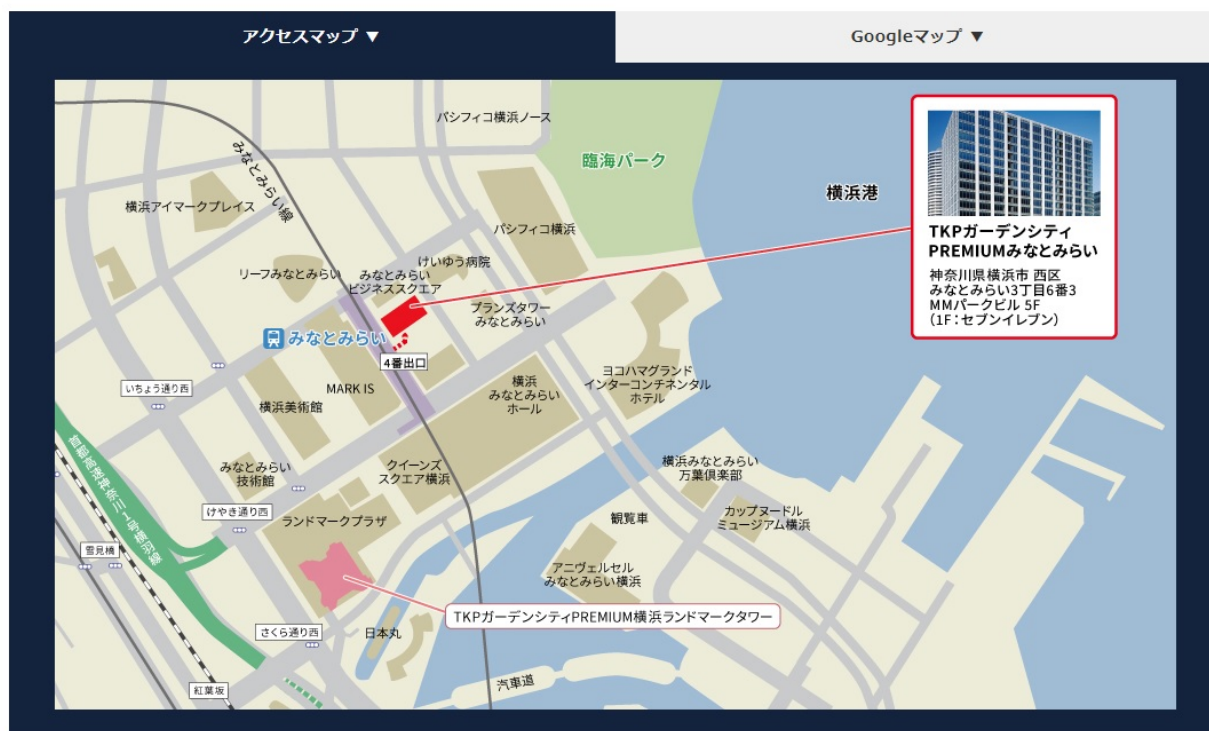 アクセスマップ ▼
Googleマップ ▼
パシフィコ横浜ノース
臨海パーク
みなとみらい線
横浜アイマークプレイス
横浜港
パシフィコ横浜
けいゆう病院
リーフみなとみらい
みなとみらい
ビジネススクエア
ブランズタワー
みなとみらい
TKPガーデンシティ
PREMIUMみなとみらい
神奈川県横浜市 西区
みなとみらい3丁目6番3
MMパークビル 5F
(1F:セブンイレブン)
みなとみらい
4番出口
いちょう通り西
MARK IS
横浜美術館
横浜
みなとみらい
ホール
ヨコハマグランド
インターコンチネンタル
ホテル
首都高速神奈川1号横羽線
みなとみらい
技術館
クイーンズ
スクエア横浜
横浜みなとみらい
万葉倶楽部
けやき通り西
ランドマークプラザ
観覧車
カップヌードル
ミュージアム横浜
雪見橋
アニヴェルセル
みなとみらい横浜
TKPガーデンシティPREMIUM横浜ランドマークタワー
さくら通り西
日本丸
紅葉坂
汽車道